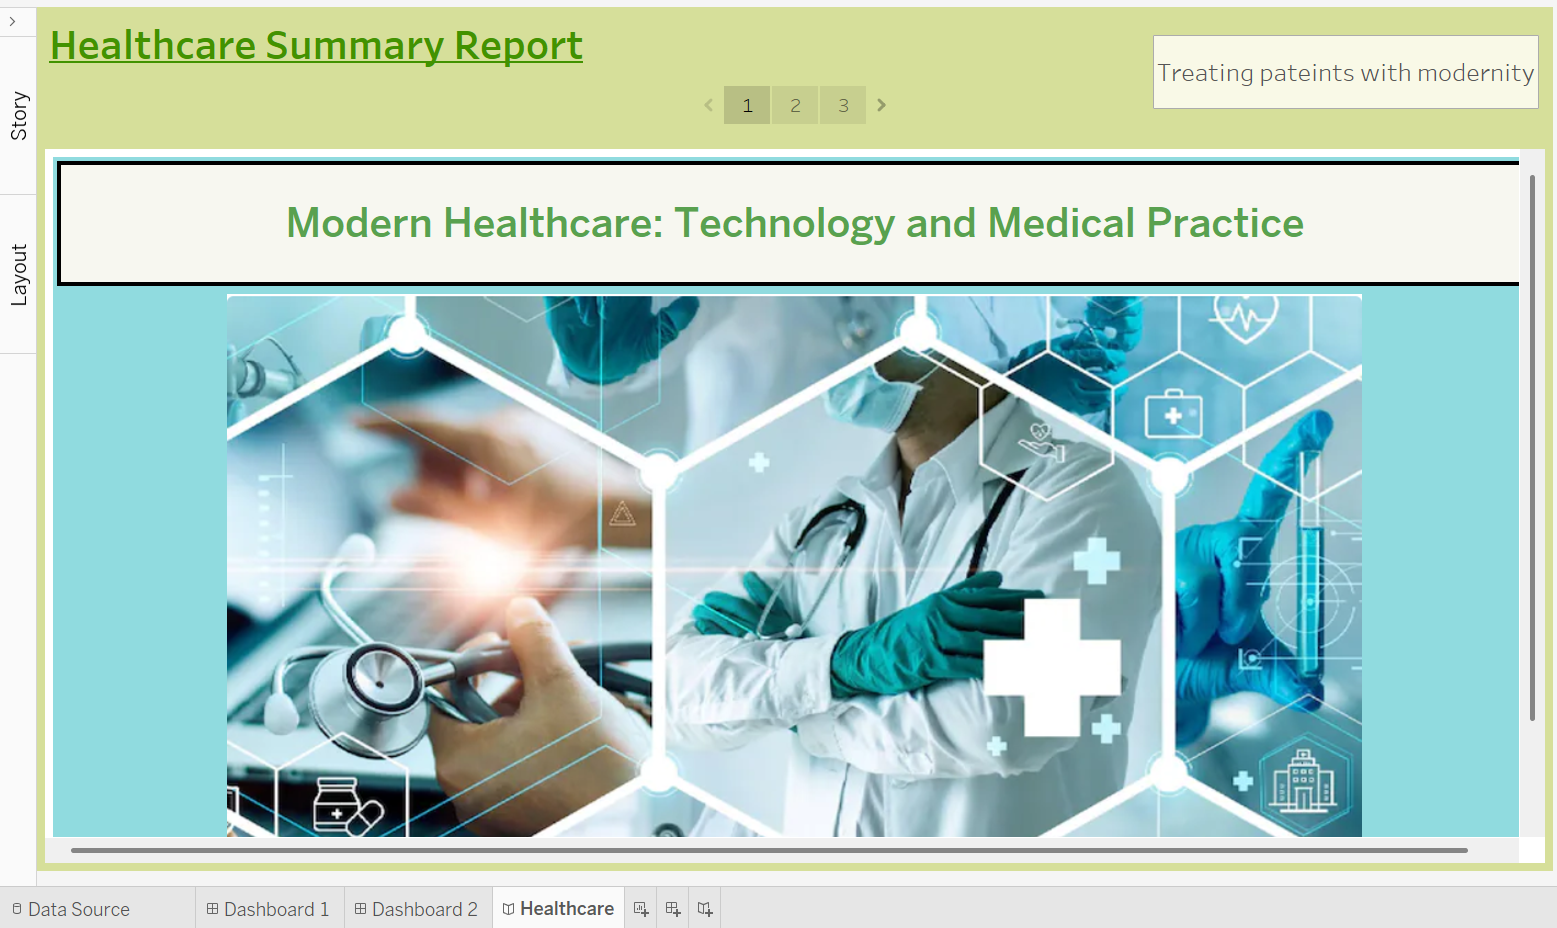 Healthcare Summary Report
Treating pateints with modernity
1 2 3
Story
Layout
Modern Healthcare: Technology and Medical Practice
Data Source
Dashboard 1
Dashboard 2
Healthcare